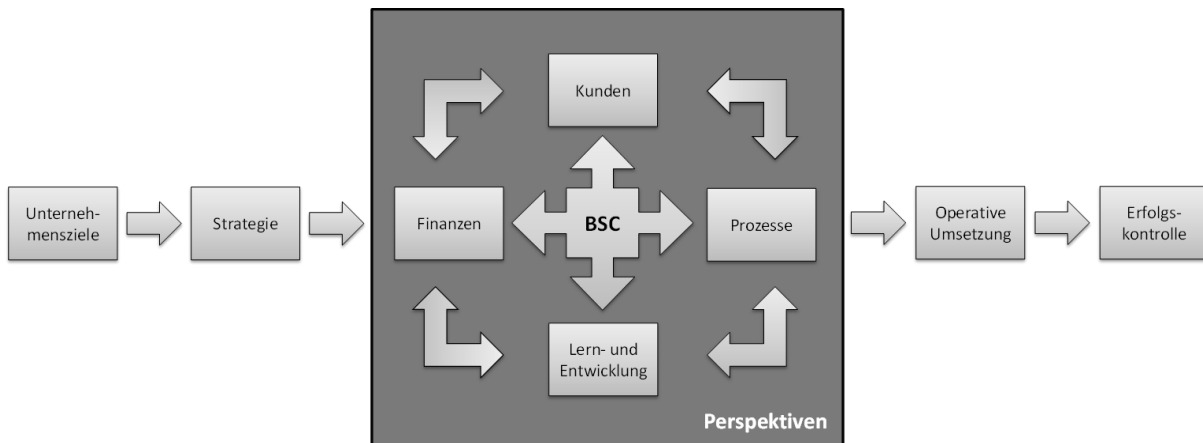 Unterneh-
mensziele
Strategie
Kunden
Finanzen
BSC
Prozesse
Lern- und
Entwicklung
Perspektiven
Operative
Umsetzung
Erfolgs-
kontrolle